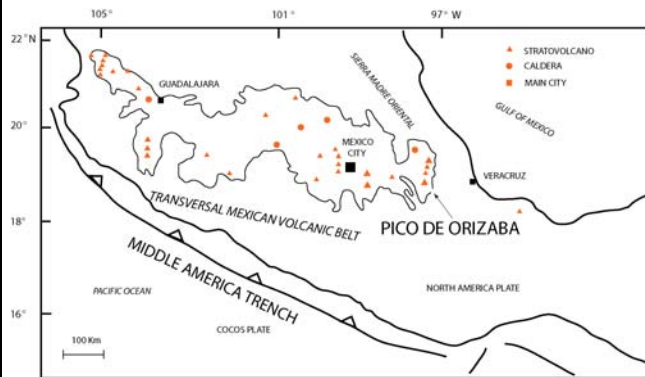 105°
101°
97° W
22° N
20°
18°
16°
STRATOVOLCANO
CALDERA
MAIN CITY
GUADALAJARA
SIERRA MADRE ORIENTAL
GULF OF MEXICO
MEXICO
CITY
VERACRUZ
TRANSVERSAL MEXICAN VOLCANIC BELT
PICO DE ORIZABA
MIDDLE AMERICA TRENCH
PACIFIC OCEAN
NORTH AMERICA PLATE
COCOS PLATE
100 Km